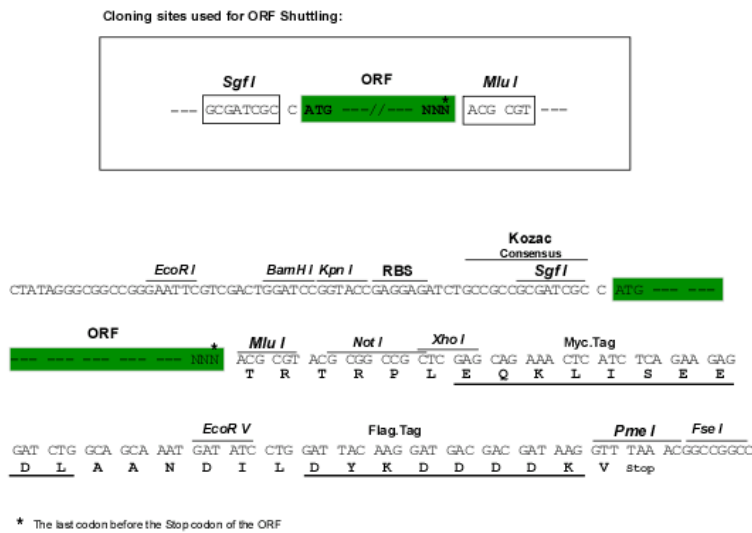 Cloning sites used for ORF Shuttling:
Sgf I ORF Mlu I
--- GCGATCGC C ATG ---//--- NNN* ACG CGT ---
Kozac
Consensus
EcoR I BamH I Kpn I RBS Sgf I
CTATAGGGCGGCCGGGAATTCGTCGACTGGATCCGGTACCGAGGAGATCTGCCGCCGCGATCGC C ATG --- ---
ORF Mlu I Not I Xho I Myc.Tag
--- --- --- --- --- NNN* ACG CGT ACG CGG CCG CTC GAG CAG AAA CTC ATC TCA GAA GAG
T R T R P L E Q K L I S E E
EcoR V Flag.Tag Pme I Fse I
GAT CTG GCA GCA AAT GAT ATC CTG GAT TAC AAG GAT GAC GAC GAT AAG GTT TAA ACGGCCGGCC
D L A A N D I L D Y K D D D D K V Stop
* The last codon before the Stop codon of the ORF